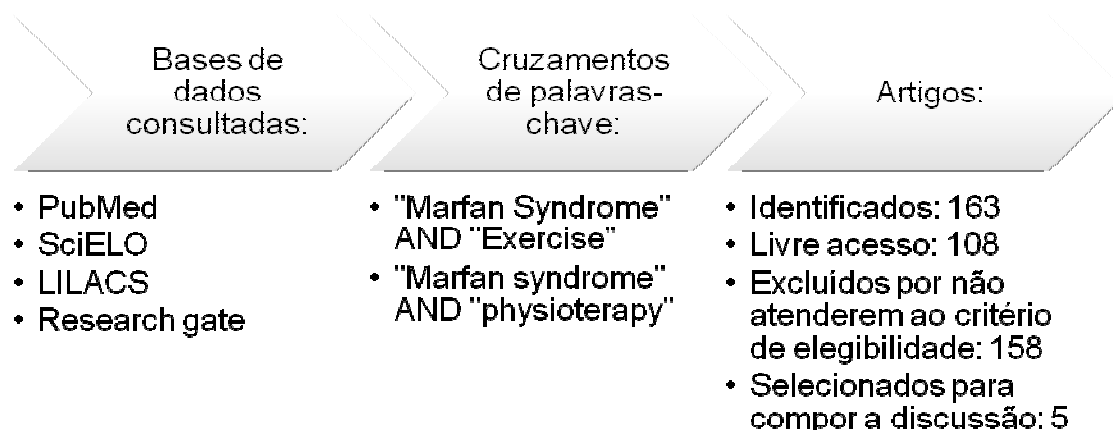 Bases de
dados
consultadas:
• PubMed
• SciELO
• LILACS
• Research gate
Cruzamentos
de palavras-
chave:
• "Marfan Syndrome"
AND "Exercise"
• "Marfan syndrome"
AND "physioterapy"
Artigos:
• Identificados: 163
• Livre acesso: 108
• Excluídos por não
atenderem ao critério
de elegibilidade: 158
• Selecionados para
compor a discussão: 5